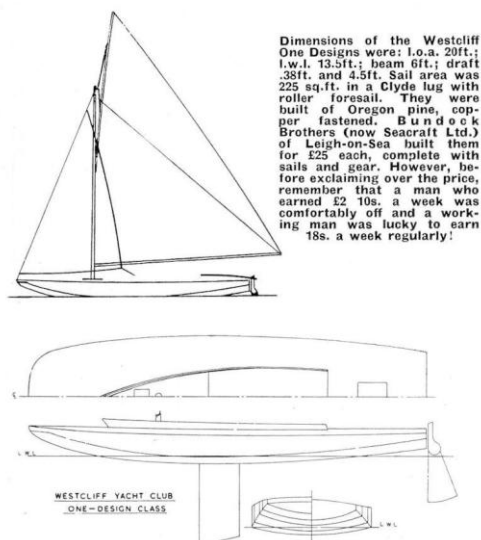 Dimensions of the Westcliff
One Designs were: l.o.a. 20ft.;
l.w.l. 13.5ft.; beam 6ft.; draft
.38ft. and 4.5ft. Sail area was
225 sq.ft. in a Clyde lug with
roller foresail. They were
built of Oregon pine, cop-
per fastened. Bundock
Brothers (now Seacraft Ltd.)
of Leigh-on-Sea built them
for £25 each, complete with
sails and gear. However, be-
fore exclaiming over the price,
remember that a man who
earned £2 10s. a week was
comfortably off and a work-
ing man was lucky to earn
18s. a week regularly!
L.W.L
WESTCLIFF YACHT CLUB
ONE-DESIGN CLASS
L.W.L